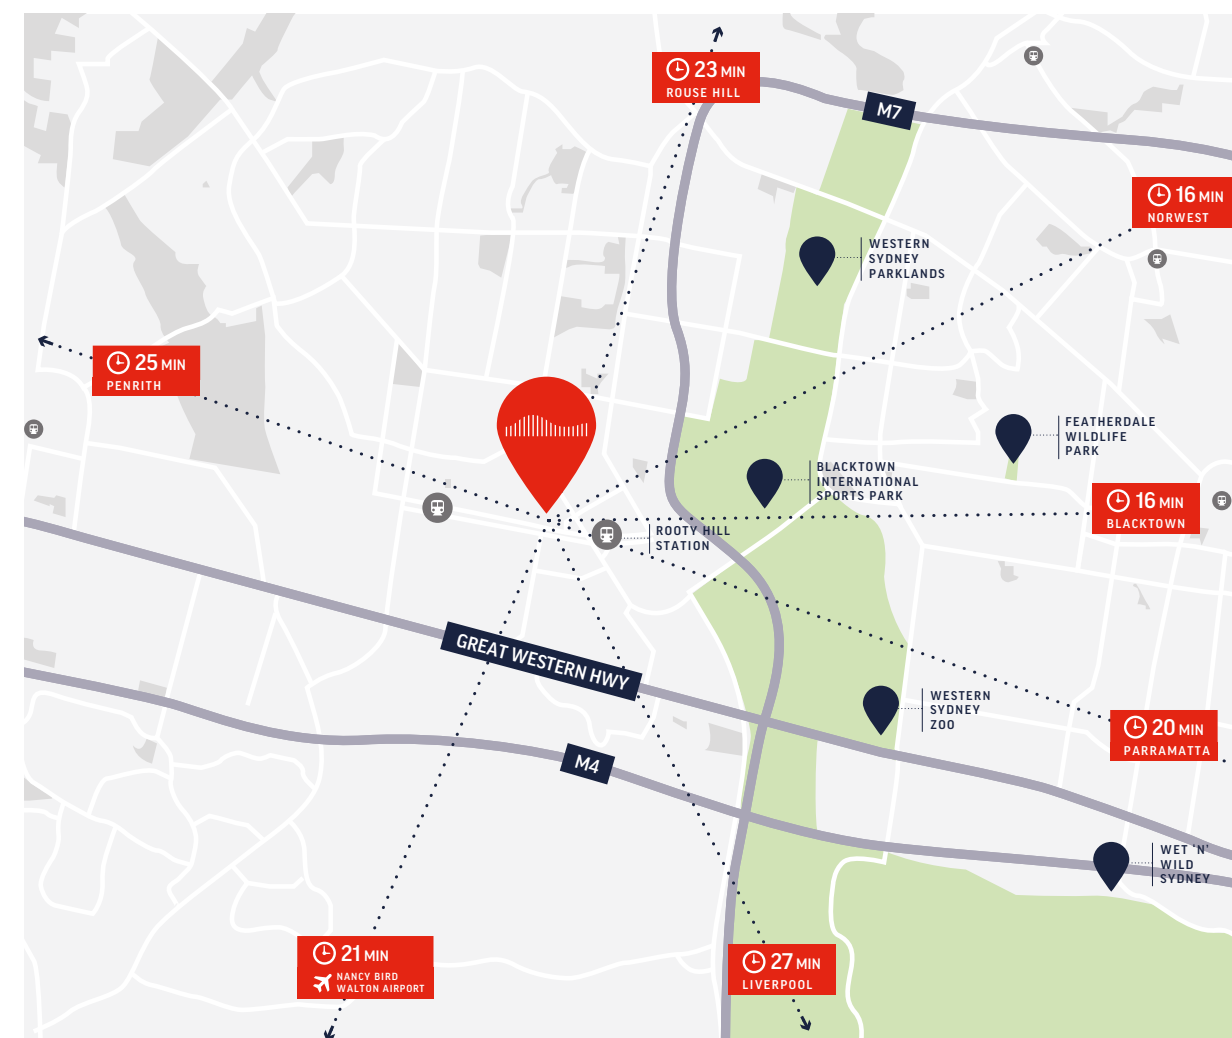 23 MIN
ROUSE HILL
M7
16 MIN
NORWEST
WESTERN
SYDNEY
PARKLANDS
25 MIN
PENRITH
FEATHERDALE
WILDLIFE
PARK
BLACKTOWN
INTERNATIONAL
SPORTS PARK
16 MIN
BLACKTOWN
ROOTY HILL
STATION
GREAT WESTERN HWY
WESTERN
SYDNEY
ZOO
20 MIN
PARRAMATTA
M4
WET 'N'
WILD
SYDNEY
21 MIN
NANCY BIRD
WALTON AIRPORT
27 MIN
LIVERPOOL